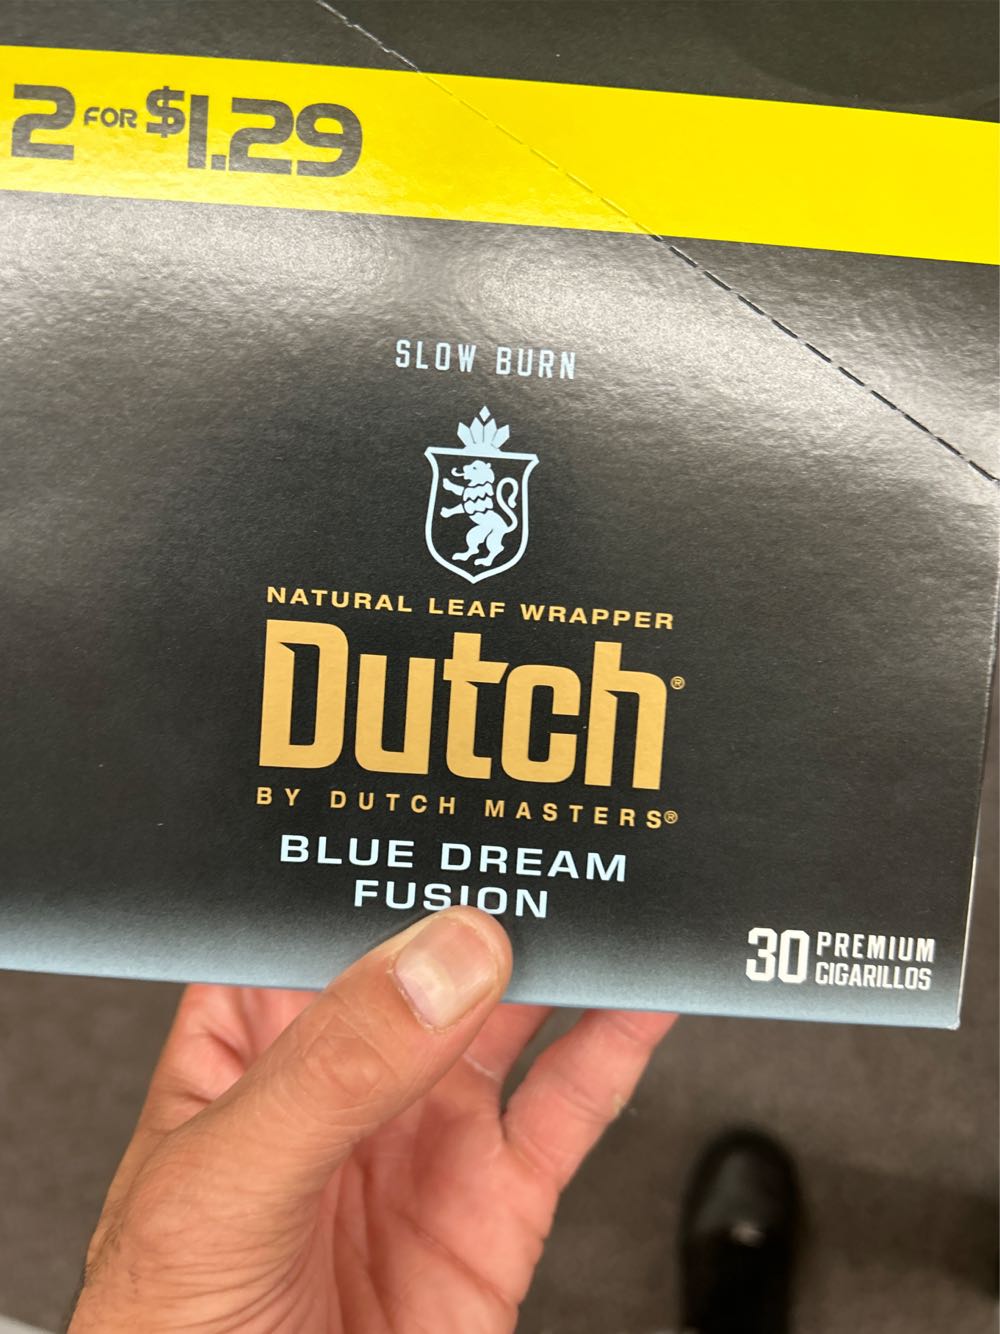 2 FOR $1.29
SLOW BURN
NATURAL LEAF WRAPPER
Dutch®
BY DUTCH MASTERS®
BLUE DREAM
FUSION
30 PREMIUM
CIGARILLOS